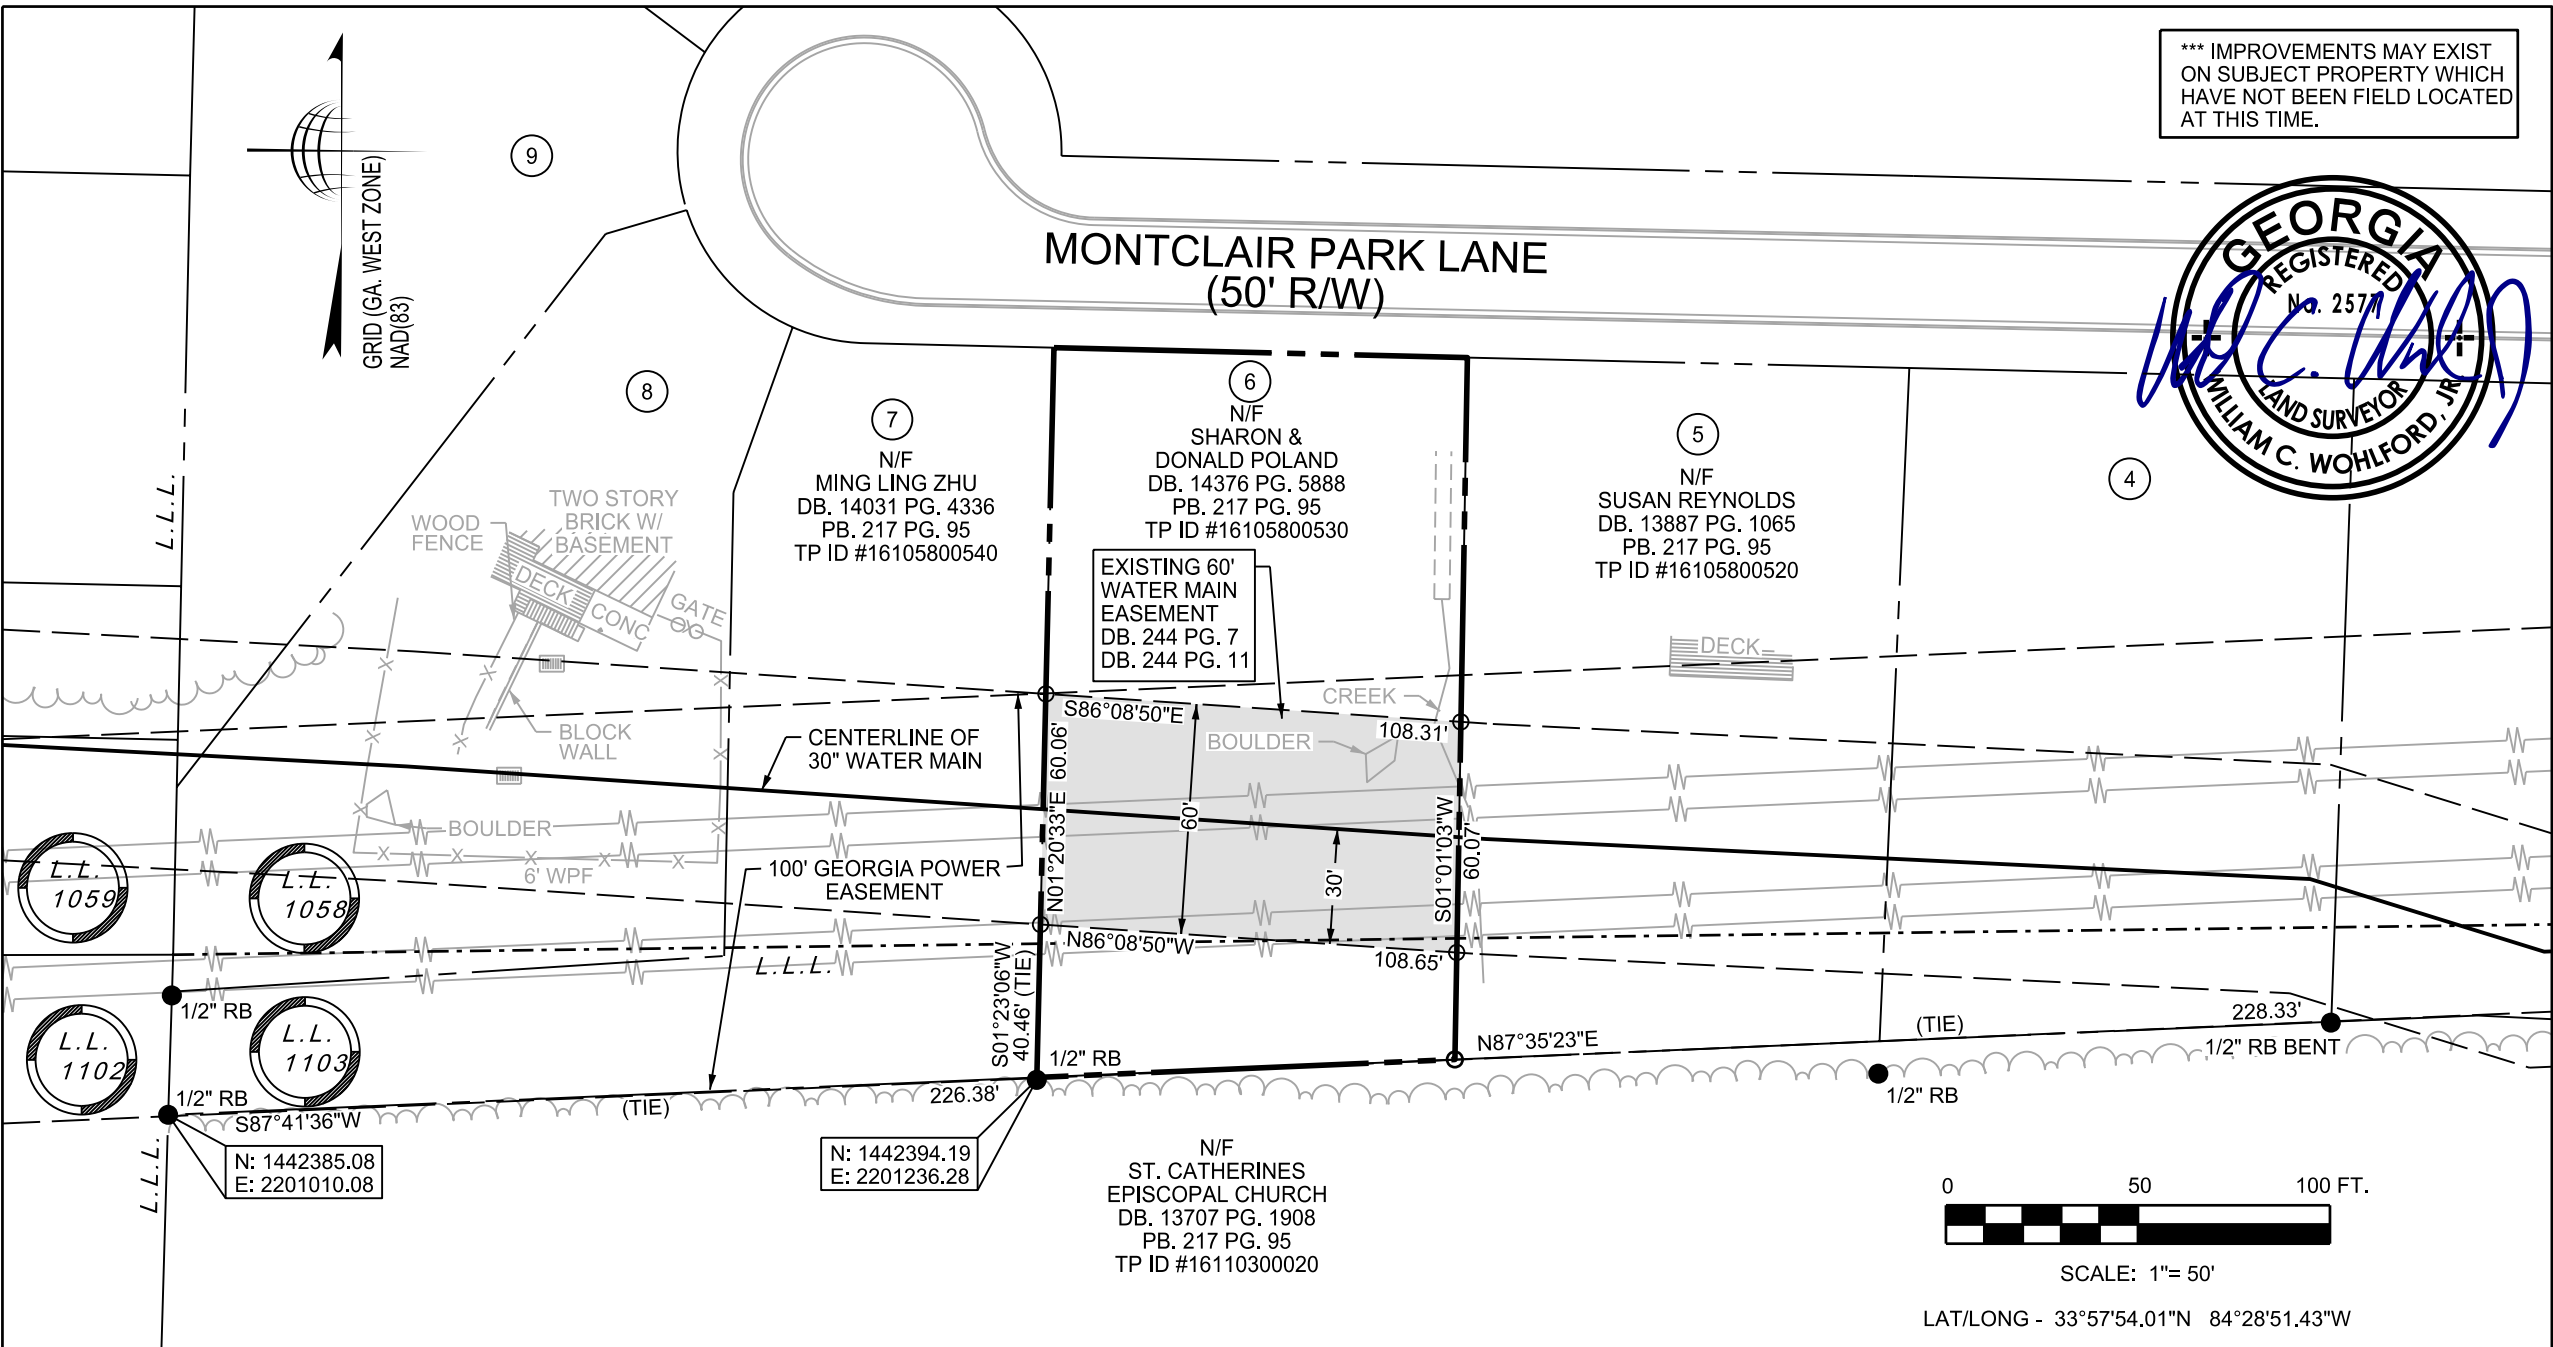 *** IMPROVEMENTS MAY EXIST
ON SUBJECT PROPERTY WHICH
HAVE NOT BEEN FIELD LOCATED
AT THIS TIME.
GRID (GA. WEST ZONE)
NAD(83)
9
MONTCLAIR PARK LANE
(50' R/W)
GEORGIA
REGISTERED
No. 2577
LAND SURVEYOR
WILLIAM C. WOHLFORD, JR.
8
7
N/F
MING LING ZHU
DB. 14031 PG. 4336
PB. 217 PG. 95
TP ID #16105800540
6
N/F
SHARON &
DONALD POLAND
DB. 14376 PG. 5888
PB. 217 PG. 95
TP ID #16105800530
5
N/F
SUSAN REYNOLDS
DB. 13887 PG. 1065
PB. 217 PG. 95
TP ID #16105800520
4
L.L.L.
WOOD
FENCE
TWO STORY
BRICK W/
BASEMENT
DECK
CONC
GATE
EXISTING 60'
WATER MAIN
EASEMENT
DB. 244 PG. 7
DB. 244 PG. 11
DECK
BLOCK
WALL
CENTERLINE OF
30" WATER MAIN
S86°08'50"E
108.31'
CREEK
BOULDER
N01°20'33"E 60.06'
60'
30'
S01°01'03"W
60.07'
BOULDER
6' WPF
100' GEORGIA POWER
EASEMENT
L.L.
1059
L.L.
1058
N86°08'50"W
108.65'
L.L.L.
S01°23'06"W
40.46' (TIE)
1/2" RB
L.L.
1102
L.L.
1103
1/2" RB
1/2" RB
N87°35'23"E
(TIE)
228.33'
1/2" RB BENT
1/2" RB
S87°41'36"W
(TIE)
226.38'
L.L.L.
N: 1442385.08
E: 2201010.08
N: 1442394.19
E: 2201236.28
N/F
ST. CATHERINES
EPISCOPAL CHURCH
DB. 13707 PG. 1908
PB. 217 PG. 95
TP ID #16110300020
0 50 100 FT.
SCALE: 1"= 50'
LAT/LONG - 33°57'54.01"N 84°28'51.43"W